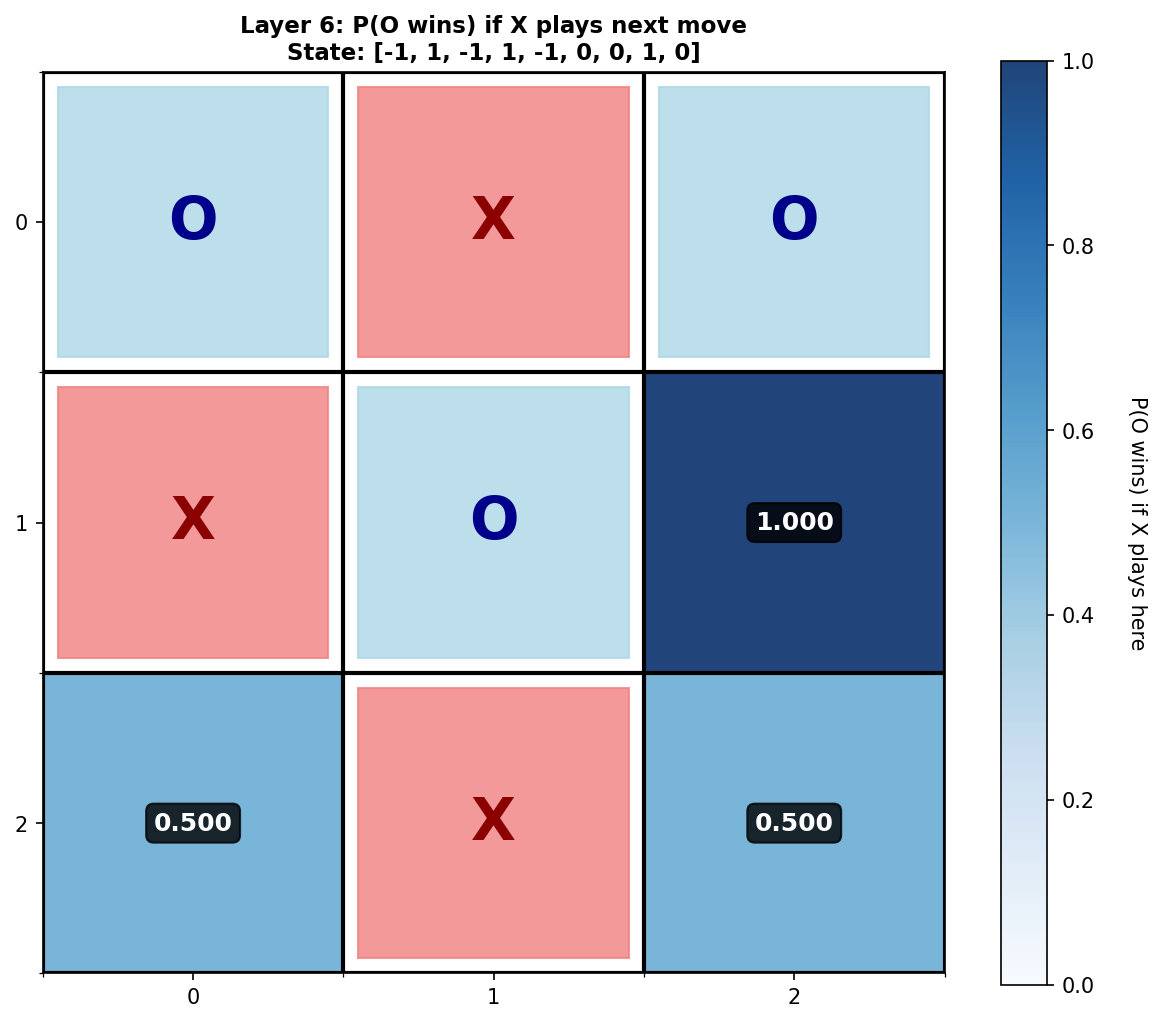 Layer 6: P(O wins) if X plays next move
State: [-1, 1, -1, 1, -1, 0, 0, 1, 0]
0
O
X
O
1
X
O
1.000
2
0.500
X
0.500
0
1
2
1.0
0.8
0.6
0.4
0.2
0.0
P(O wins) if X plays here